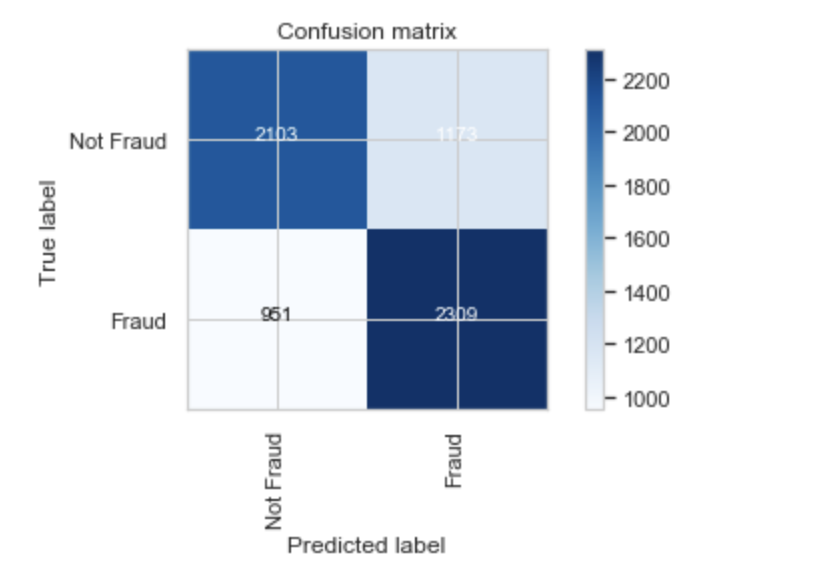 Confusion matrix
2200
2000
1800
1600
1400
1200
1000
Not Fraud
2103
1173
True label
Fraud
951
2309
Not Fraud
Fraud
Predicted label